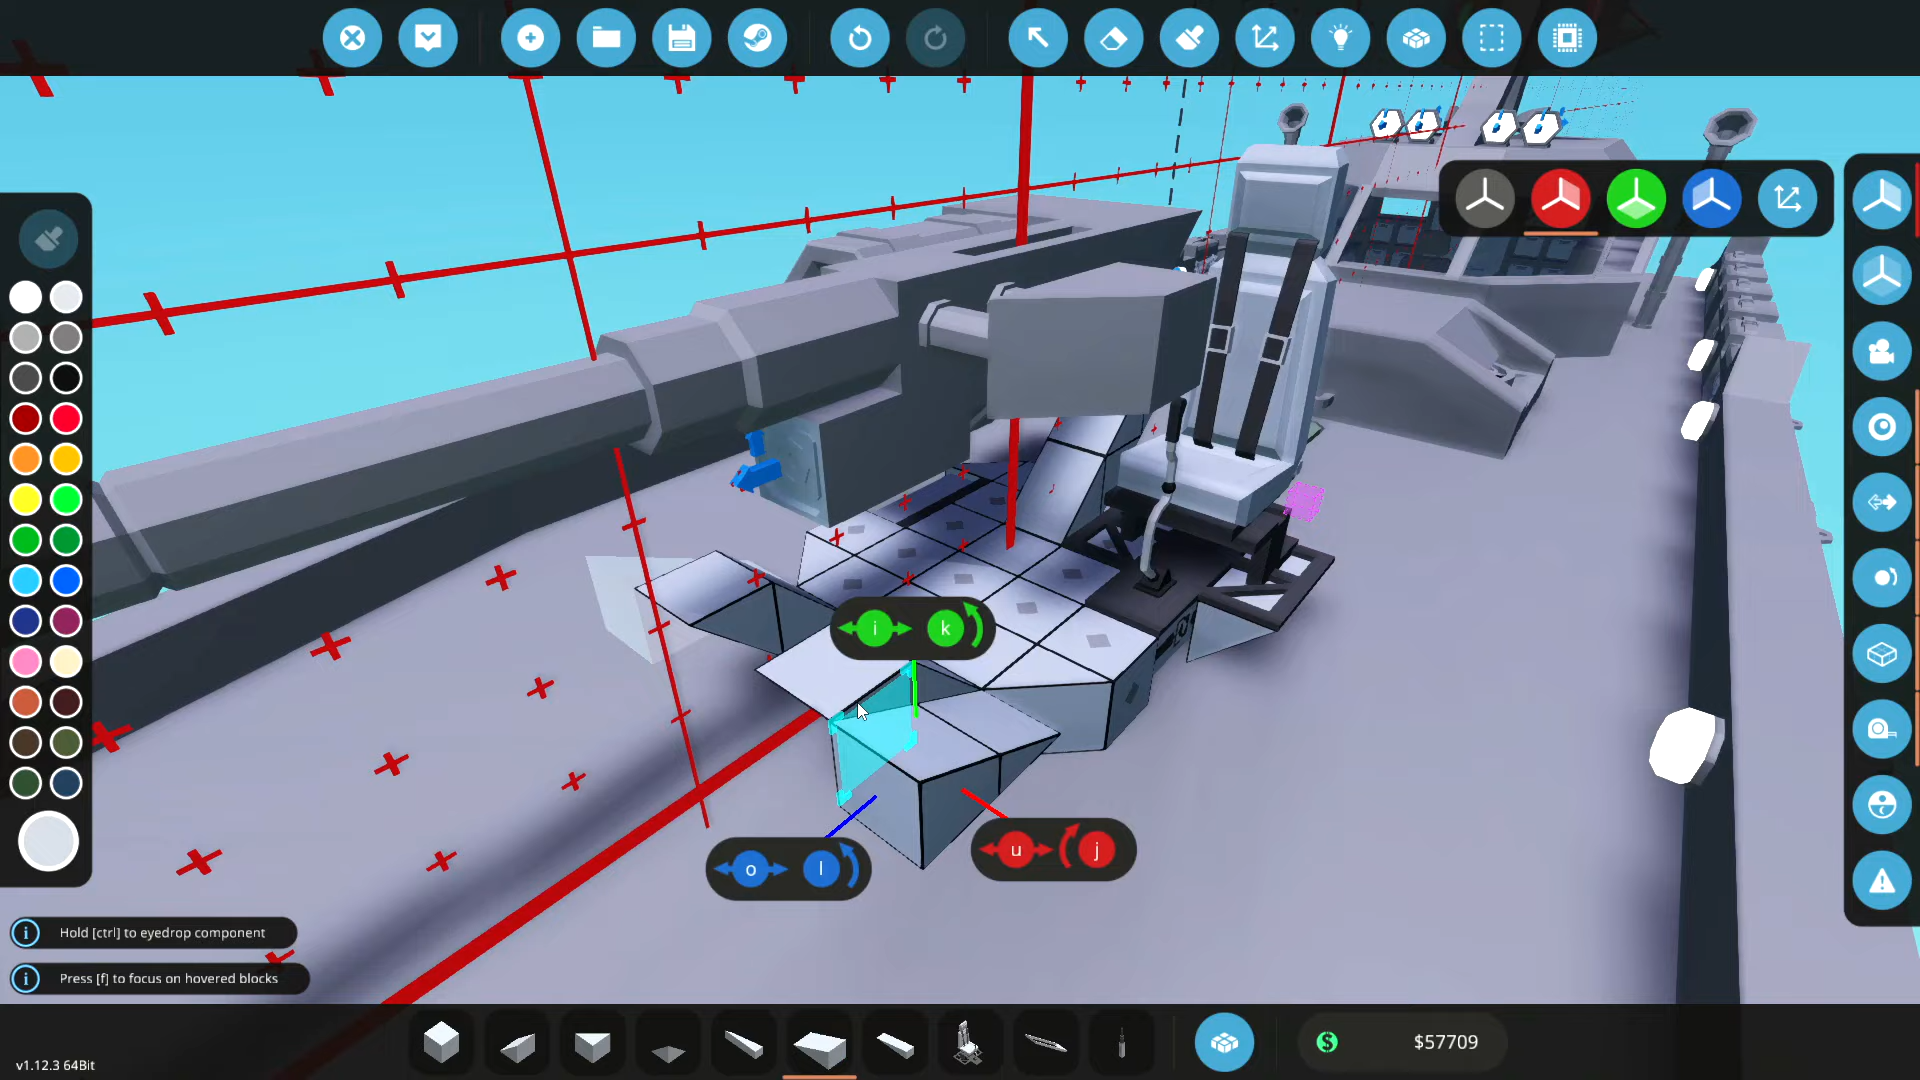 i k
o l
u j
Hold [ctrl] to eyedrop component
Press [f] to focus on hovered blocks
$57709
v1.12.3 64Bit